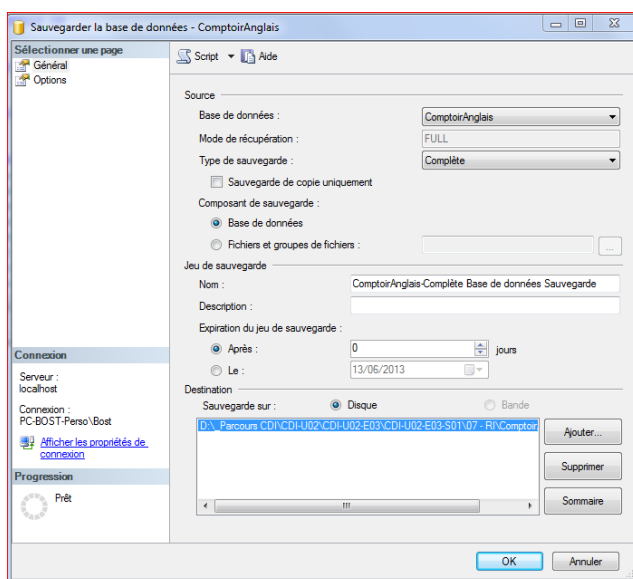 Sauvegarder la base de données - ComptoirAnglais
Sélectionner une page
Général
Options
Script
Aide
Source
Base de données :
ComptoirAnglais
Mode de récupération :
FULL
Type de sauvegarde :
Complète
Sauvegarde de copie uniquement
Composant de sauvegarde :
Base de données
Fichiers et groupes de fichiers :
...
Jeu de sauvegarde
Nom :
ComptoirAnglais-Complète Base de données Sauvegarde
Description :
Expiration du jeu de sauvegarde :
Après :
0
jours
Le :
13/06/2013
Destination
Sauvegarde sur :
Disque
Bande
D:\_Parcours CDI\CDI-U02\CDI-U02-E03\CDI-U02-E03-S01\07 - RI\Comptoir
Ajouter...
Supprimer
Sommaire
Connexion
Serveur :
localhost
Connexion :
PC-BOST-Perso\Bost
Afficher les propriétés de
connexion
Progression
Prêt
OK
Annuler